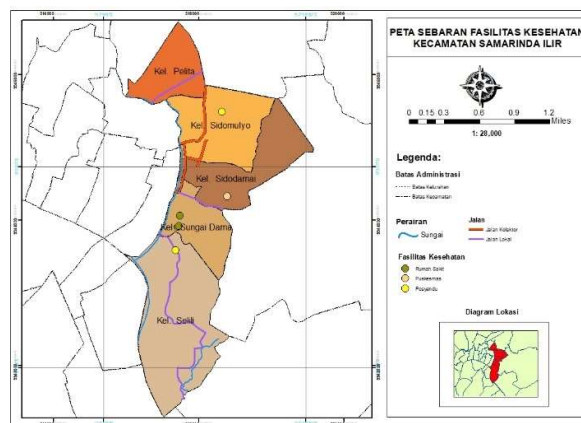 PETA SEBARAN FASILITAS KESEHATAN
KECAMATAN SAMARINDA ILIR
0 0.15 0.3 0.6 0.9 1.2
Miles
1: 28,000
Legenda:
Batas Administrasi
Batas Kelurahan
Batas Kecamatan
Perairan
Sungai
Jalan
Jalan Kolektor
Jalan Lokal
Fasilitas Kesehatan
Rumah Sakit
Puskesmas
Posyandu
Diagram Lokasi
Kel. Pelita
Kel. Sidomulyo
Kel. Sidodamai
Kel. Sungai Dama
Kel. Selili